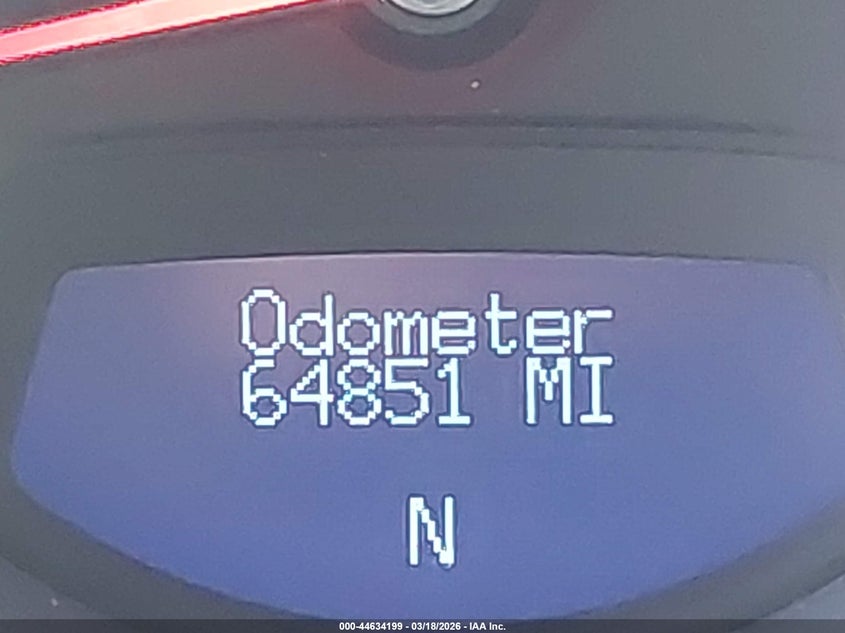 Odometer
64851 MI
N
000-44634199 - 03/18/2026 - IAA Inc.